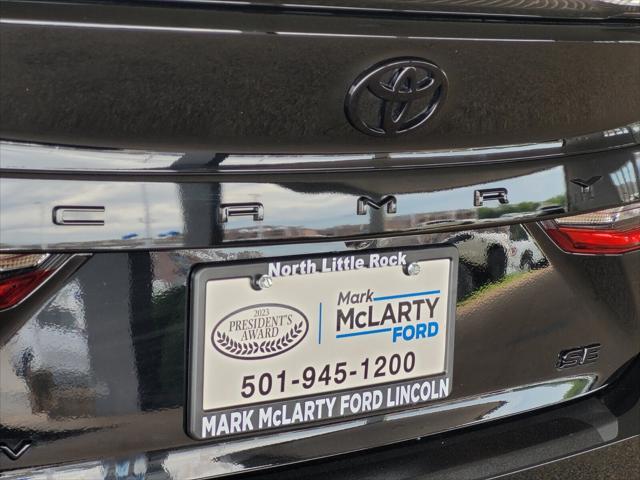 CAMRY
North Little Rock
2023
PRESIDENT'S
AWARD
Mark
McLARTY
FORD
501-945-1200
MARK McLARTY FORD LINCOLN
SE